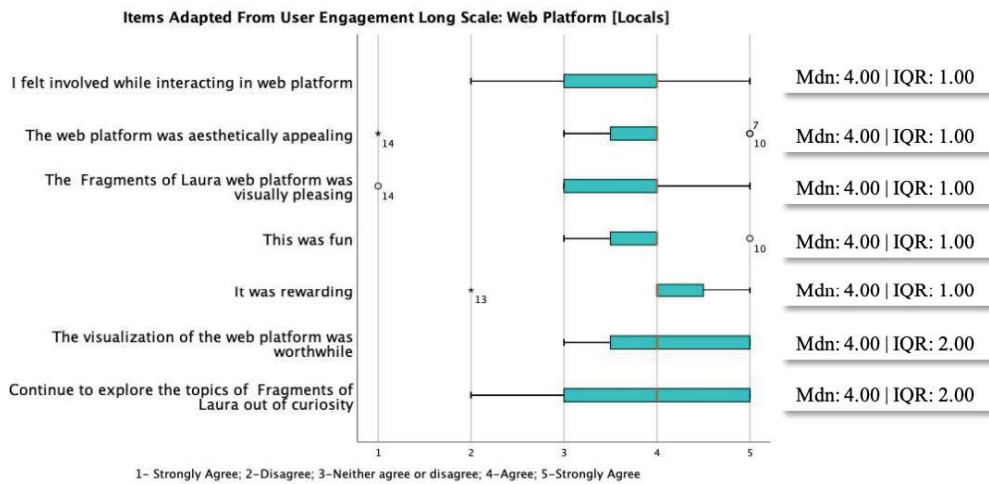 Items Adapted From User Engagement Long Scale: Web Platform [Locals]
I felt involved while interacting in web platform
Mdn: 4.00 | IQR: 1.00
The web platform was aesthetically appealing
*14
7
10
Mdn: 4.00 | IQR: 1.00
The Fragments of Laura web platform was
visually pleasing
14
Mdn: 4.00 | IQR: 1.00
This was fun
10
Mdn: 4.00 | IQR: 1.00
It was rewarding
*13
Mdn: 4.00 | IQR: 1.00
The visualization of the web platform was
worthwhile
Mdn: 4.00 | IQR: 2.00
Continue to explore the topics of Fragments of
Laura out of curiosity
Mdn: 4.00 | IQR: 2.00
1 2 3 4 5
1- Strongly Agree; 2-Disagree; 3-Neither agree or disagree; 4-Agree; 5-Strongly Agree